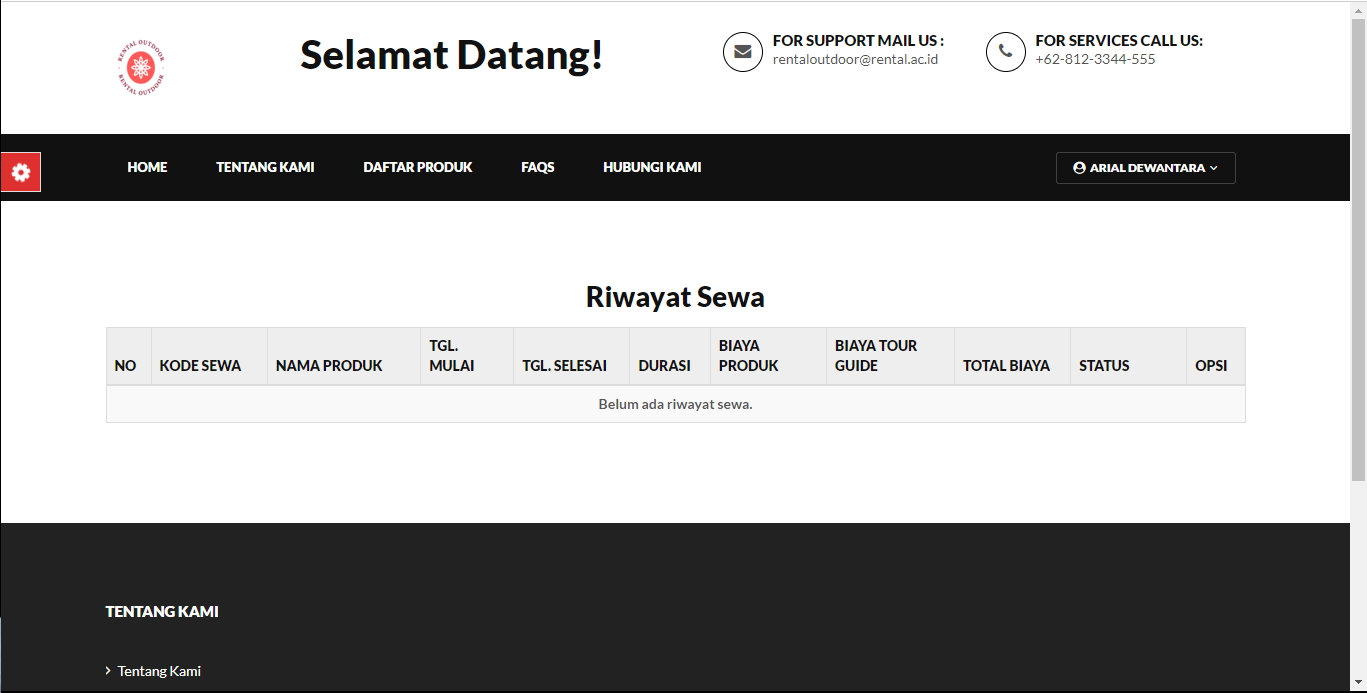 RENTAL OUTDOOR
RENTAL OUTDOOR
Selamat Datang!
FOR SUPPORT MAIL US :
rentaloutdoor@rental.ac.id
FOR SERVICES CALL US:
+62-812-3344-555
HOME TENTANG KAMI DAFTAR PRODUK FAQS HUBUNGI KAMI ARIAL DEWANTARA
Riwayat Sewa
NO KODE SEWA NAMA PRODUK TGL. MULAI TGL. SELESAI DURASI BIAYA PRODUK BIAYA TOUR GUIDE TOTAL BIAYA STATUS OPSI
Belum ada riwayat sewa.
TENTANG KAMI
Tentang Kami